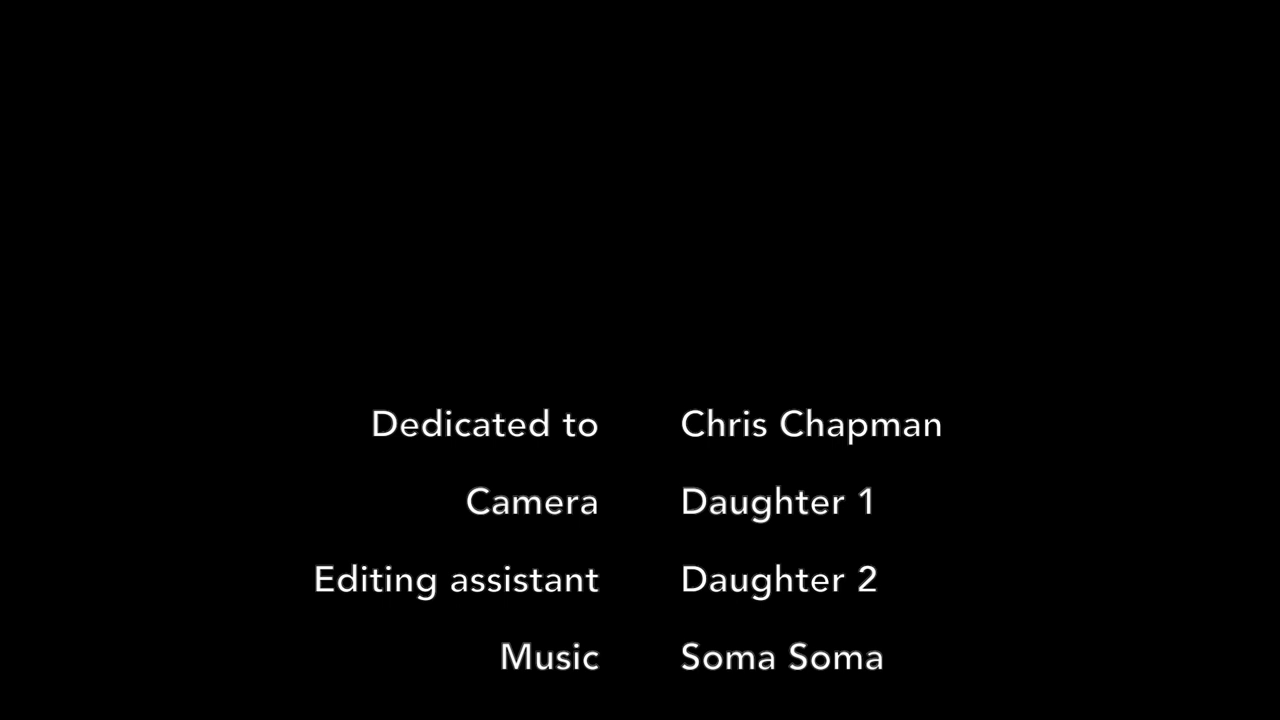 Dedicated to Chris Chapman
Camera Daughter 1
Editing assistant Daughter 2
Music Soma Soma